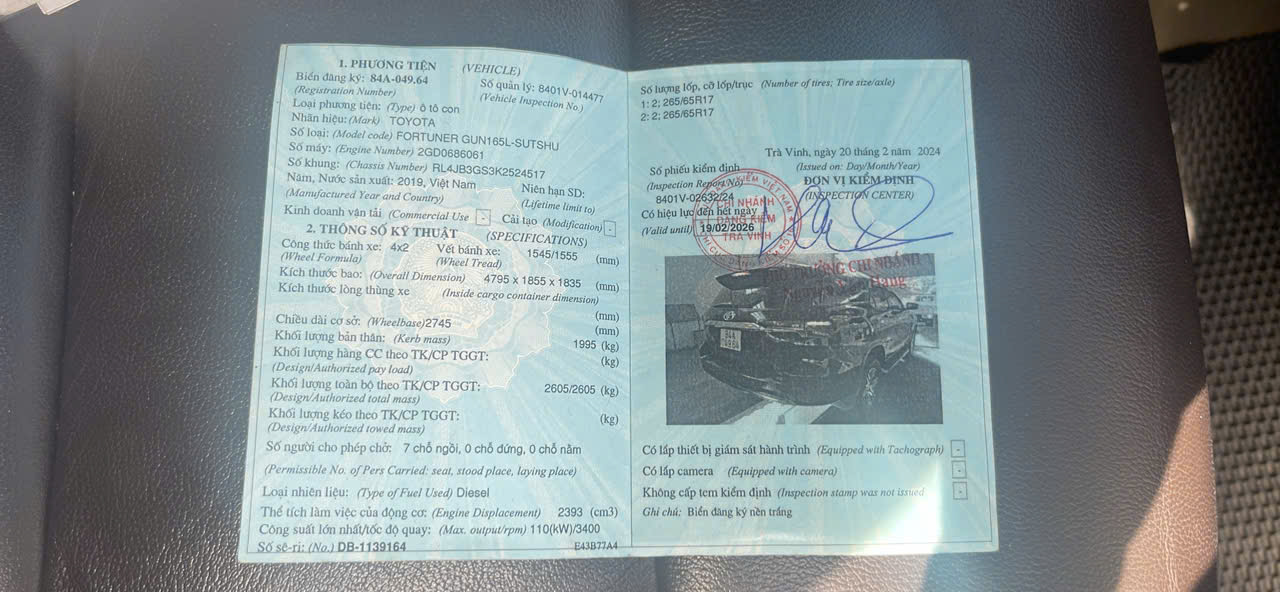 1. PHƯƠNG TIỆN (VEHICLE)
Biển đăng ký: 84A-049.64 Số quản lý: 8401V-014477
(Registration Number) (Vehicle Inspection No.)
Loại phương tiện: (Type) Ô tô con
Nhãn hiệu: (Mark) TOYOTA
Số loại: (Model code) FORTUNER GUN165L-SUTSHU
Số máy: (Engine Number) 2GD0686061
Số khung: (Chassis Number) RL4JB3GS3K2524517
Năm, Nước sản xuất: 2019, Việt Nam Niên hạn SD:
(Manufactured Year and Country) (Lifetime limit to)
Kinh doanh vận tải (Commercial Use - Cải tạo (Modification) -
2. THÔNG SỐ KỸ THUẬT (SPECIFICATIONS)
Công thức bánh xe: 4x2 Vết bánh xe: 1545/1555 (mm)
(Wheel Formula) (Wheel Tread)
Kích thước bao: (Overall Dimension) 4795 x 1855 x 1835 (mm)
Kích thước lòng thùng xe (Inside cargo container dimension)
(mm)
Chiều dài cơ sở: (Wheelbase) 2745 (mm)
Khối lượng bản thân: (Kerb mass) 1995 (kg)
Khối lượng hàng CC theo TK/CP TGGT: (kg)
(Design/Authorized pay load)
Khối lượng toàn bộ theo TK/CP TGGT: 2605/2605 (kg)
(Design/Authorized total mass)
Khối lượng kéo theo TK/CP TGGT: (kg)
(Design/Authorized towed mass)
Số người cho phép chở: 7 chỗ ngồi, 0 chỗ đứng, 0 chỗ nằm
(Permissible No. of Pers Carried: seat, stood place, laying place)
Loại nhiên liệu: (Type of Fuel Used) Diesel
Thể tích làm việc của động cơ: (Engine Displacement) 2393 (cm3)
Công suất lớn nhất/tốc độ quay: (Max. output/rpm) 110(kW)/3400
Số sê-ri: (No.) DB-1139164 E43B77A4
Số lượng lốp, cỡ lốp/trục (Number of tires; Tire size/axle)
1: 2; 265/65R17
2: 2; 265/65R17
Trà Vinh, ngày 20 tháng 2 năm 2024
(Issued on: Day/Month/Year)
Số phiếu kiểm định ĐƠN VỊ KIỂM ĐỊNH
(Inspection Report No) (INSPECTION CENTER)
8401V-02632/24
Có hiệu lực đến hết ngày
(Valid until) 19/02/2026
CHI NHÁNH
ĐĂNG KIỂM
TRÀ VINH
TRƯỞNG CHI NHÁNH
84A
Có lắp thiết bị giám sát hành trình (Equipped with Tachograph) -
Có lắp camera (Equipped with camera) -
Không cấp tem kiểm định (Inspection stamp was not issued -
Ghi chú: Biển đăng ký nền trắng